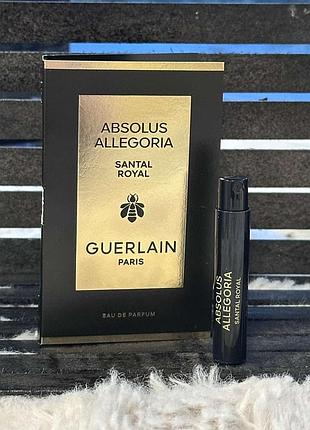 ABSOLUS
ALLEGORIA
SANTAL
ROYAL
GUERLAIN
PARIS
EAU DE PARFUM
ABSOLUS
ALLEGORIA
SANTAL ROYAL